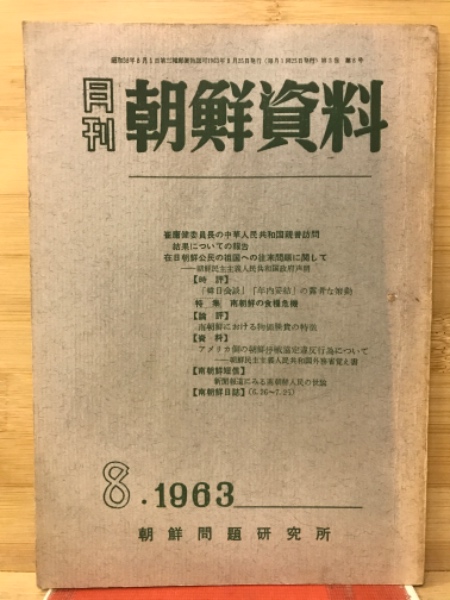 月刊 朝鮮資料
崔庸健委員長の中華人民共和国親善訪問
結果についての報告
在日朝鮮公民の祖国への往来問題に関して
——朝鮮民主主義人民共和国政府声明
【時評】
「韓日会談」「年内妥結」の露骨な策動
特集 南朝鮮の食糧危機
【論評】
南朝鮮における物価騰貴の特徴
【資料】
アメリカ側の朝鮮停戦協定違反行為について
——朝鮮民主主義人民共和国外務省覚え書
【南朝鮮短信】
新聞報道にみる南朝鮮人民の世論
【南朝鮮日誌】(6.26〜7.25)
8.1963
朝鮮問題研究所